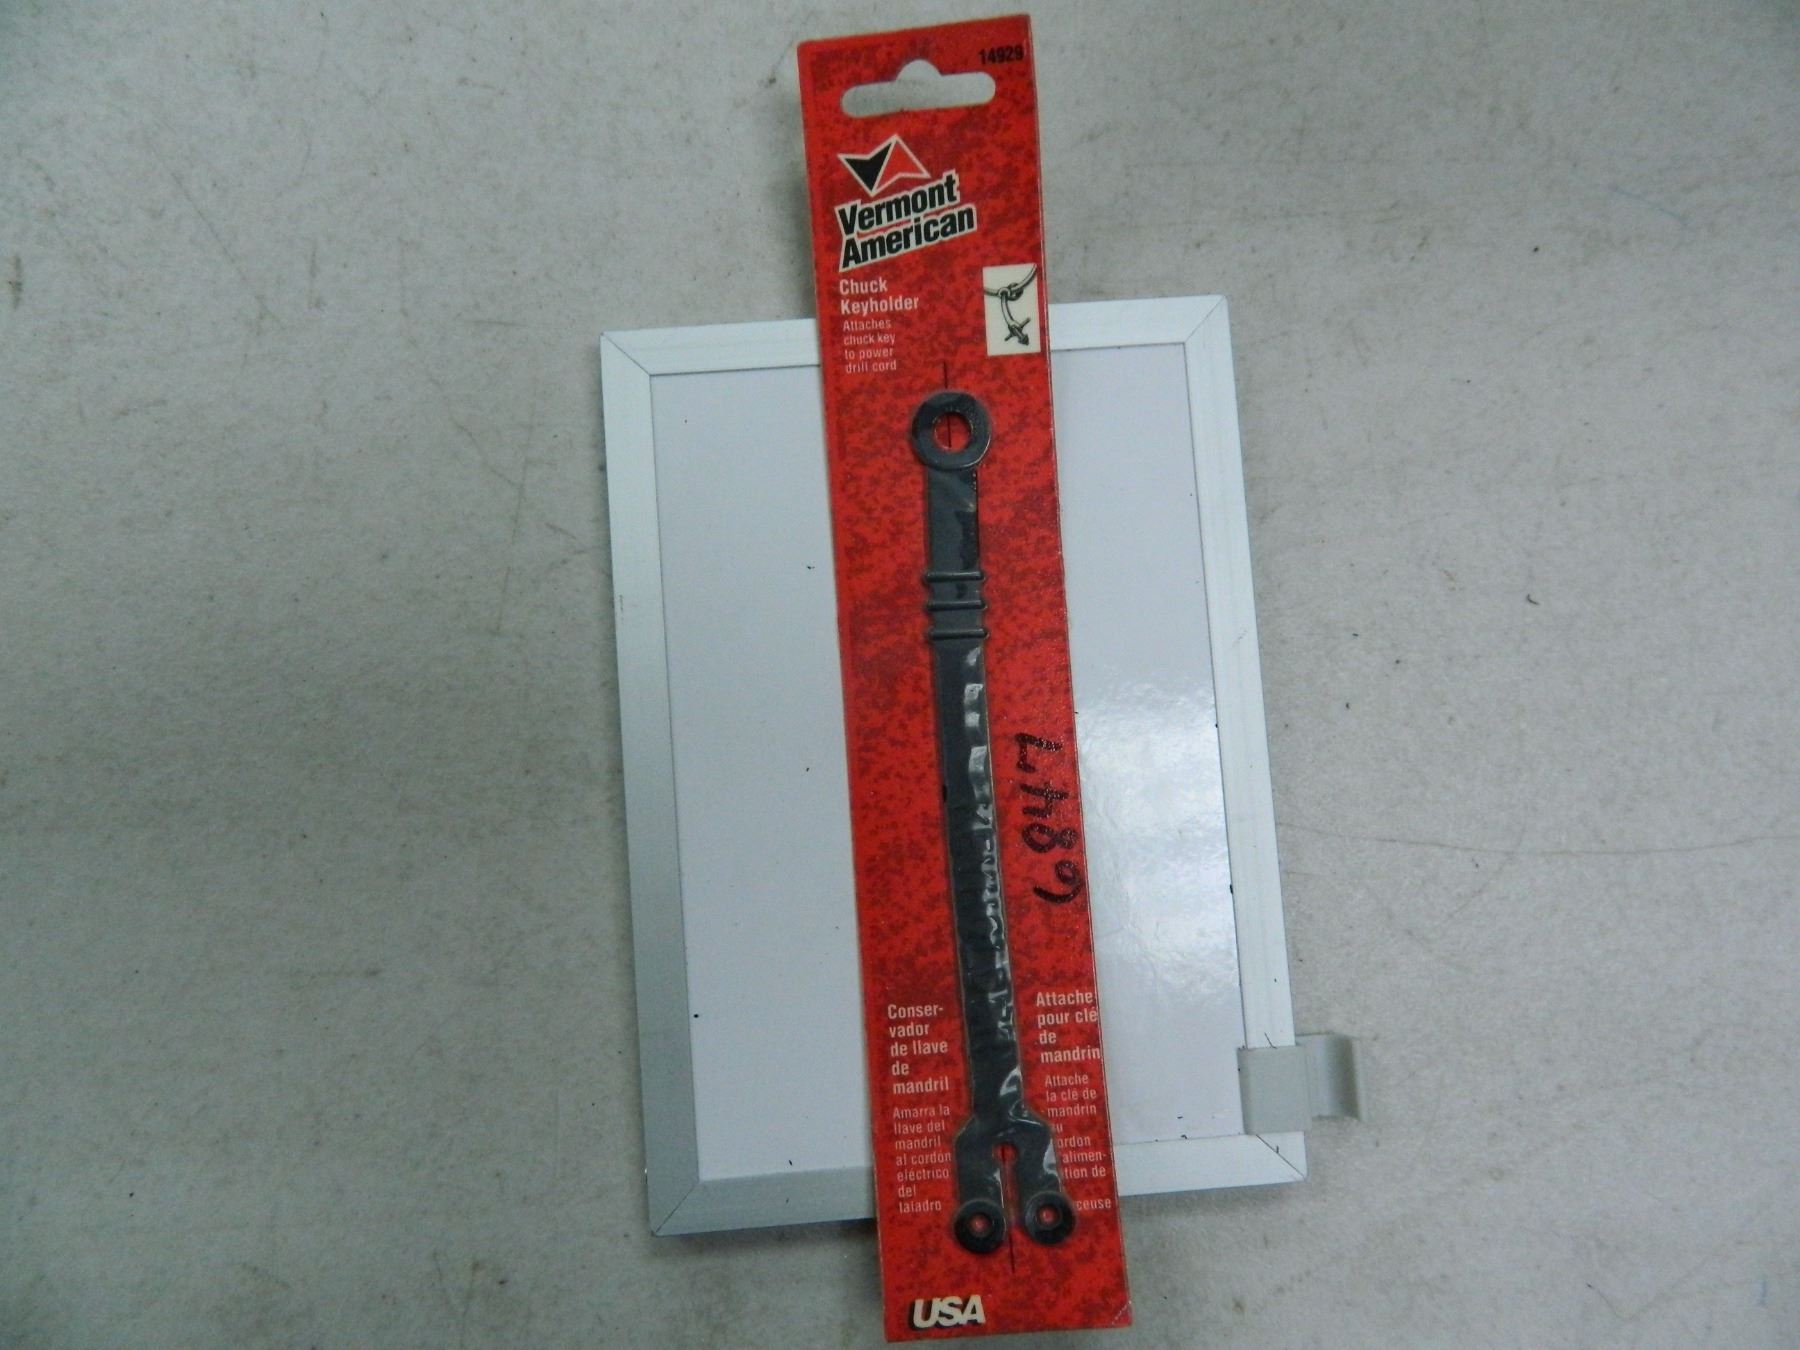 14929
Vermont
American
Chuck
Keyholder
Attaches
chuck key
to power
drill cord
6847
Conser-
vador
de llave
de
mandril
Amarra la
llave del
mandril
al cordón
eléctrico
del
taladro
Attache
pour clé
de
mandrin
Attache
la clé de
mandrin
USA